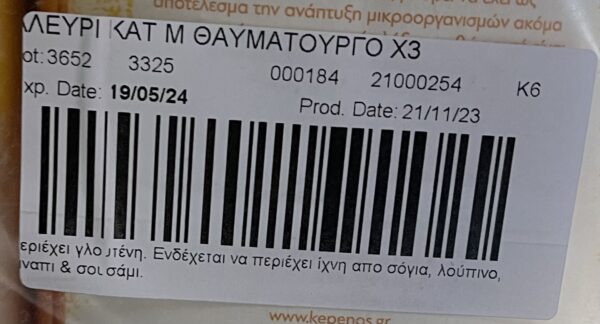 αποτέλεσμα την ανάπτυξη μικροοργανισμών ακόμα
ΛΕΥΡΙ ΚΑΤ Μ ΘΑΥΜΑΤΟΥΡΓΟ Χ3
ot: 3652 3325 000184 21000254 K6
xp. Date: 19/05/24 Prod. Date: 21/11/23
εριέχει γλουτένη. Ενδέχεται να περιέχει ίχνη απο σόγια, λούπινο,
ναπι & σουσάμι.
www.kepenos.gr